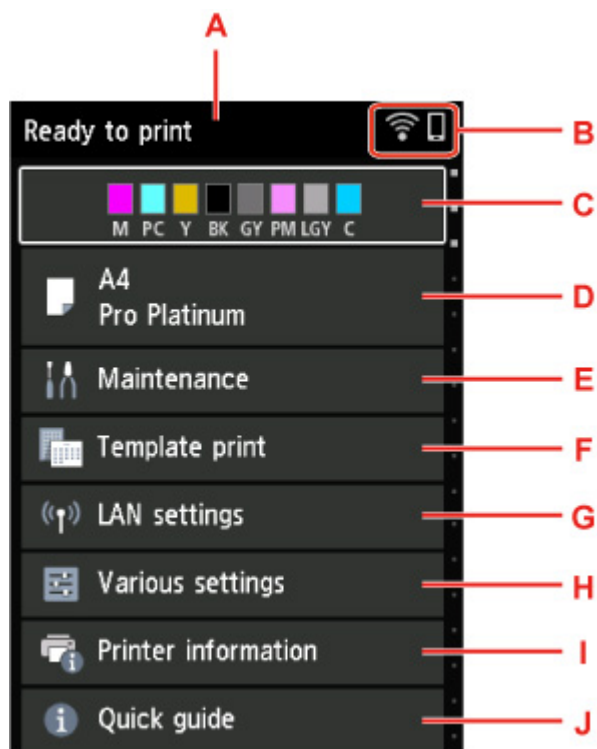 A
Ready to print
B
C
M PC Y BK GY PM LGY C
A4
Pro Platinum
D
Maintenance
E
Template print
F
LAN settings
G
Various settings
H
Printer information
I
Quick guide
J